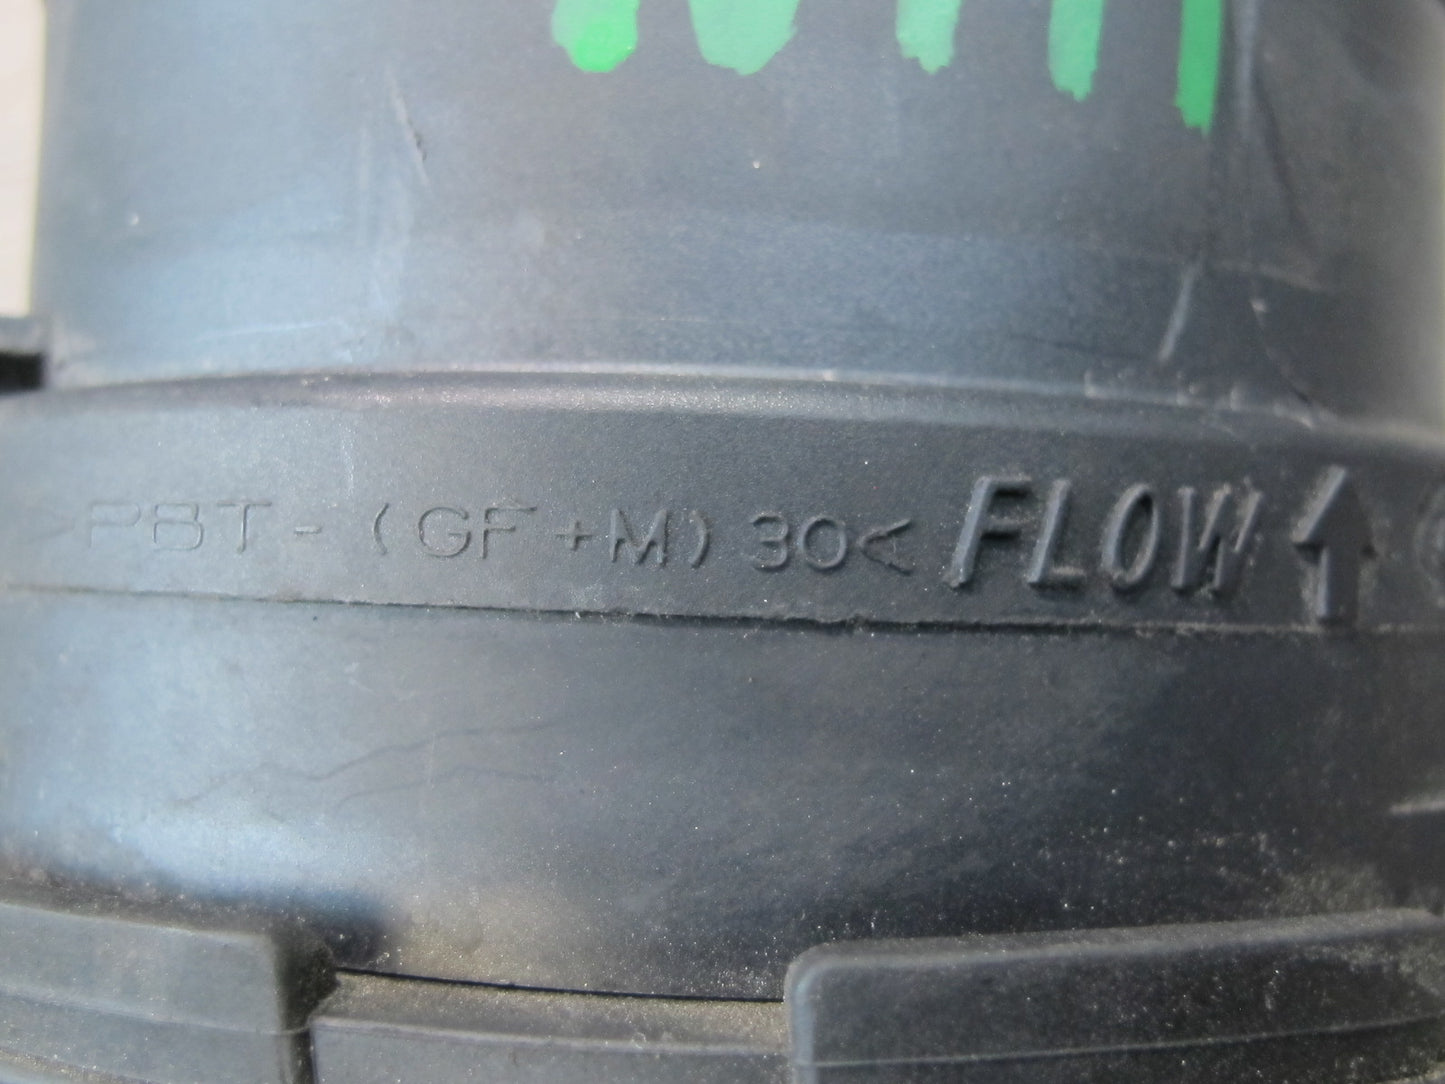 >PBT-(GF+M)30< FLOW ↑